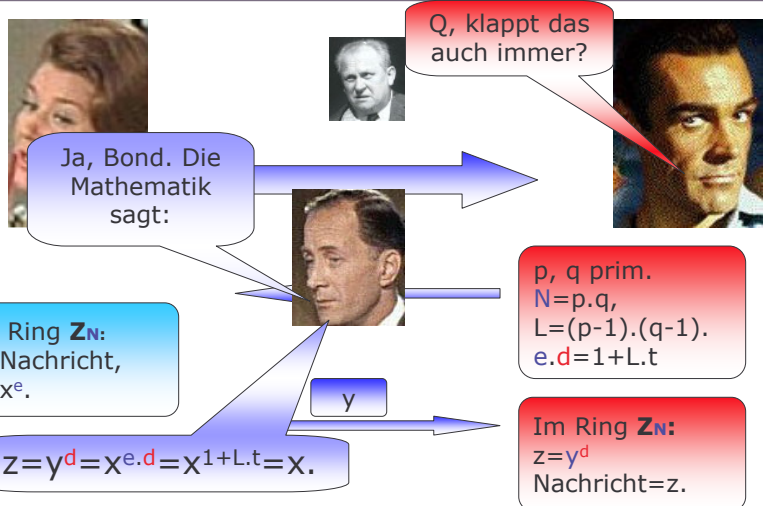 Q, klappt das
auch immer?
Ja, Bond. Die
Mathematik
sagt:
p, q prim.
N=p.q,
L=(p-1).(q-1).
e.d=1+L.t
Ring Zₙ:
Nachricht,
xᵉ.
y
Im Ring Zₙ:
z=yᵈ
Nachricht=z.
z=yᵈ=xᵉ·ᵈ=x¹⁺ᴸ·ᵗ=x.